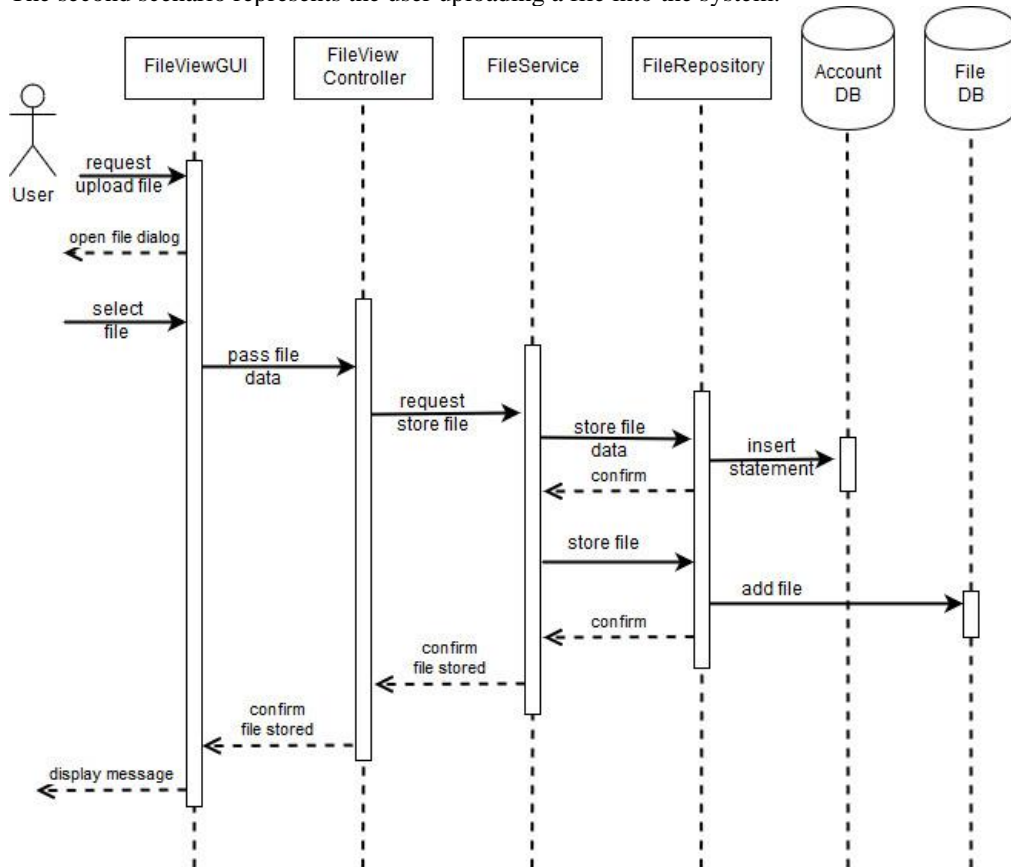 The second scenario represents the user uploading a file into the system.
FileViewGUI
FileView
Controller
FileService
FileRepository
Account
DB
File
DB
User
request
upload file
open file dialog
select
file
pass file
data
request
store file
store file
data
insert
statement
confirm
store file
add file
confirm
confirm
file stored
confirm
file stored
display message